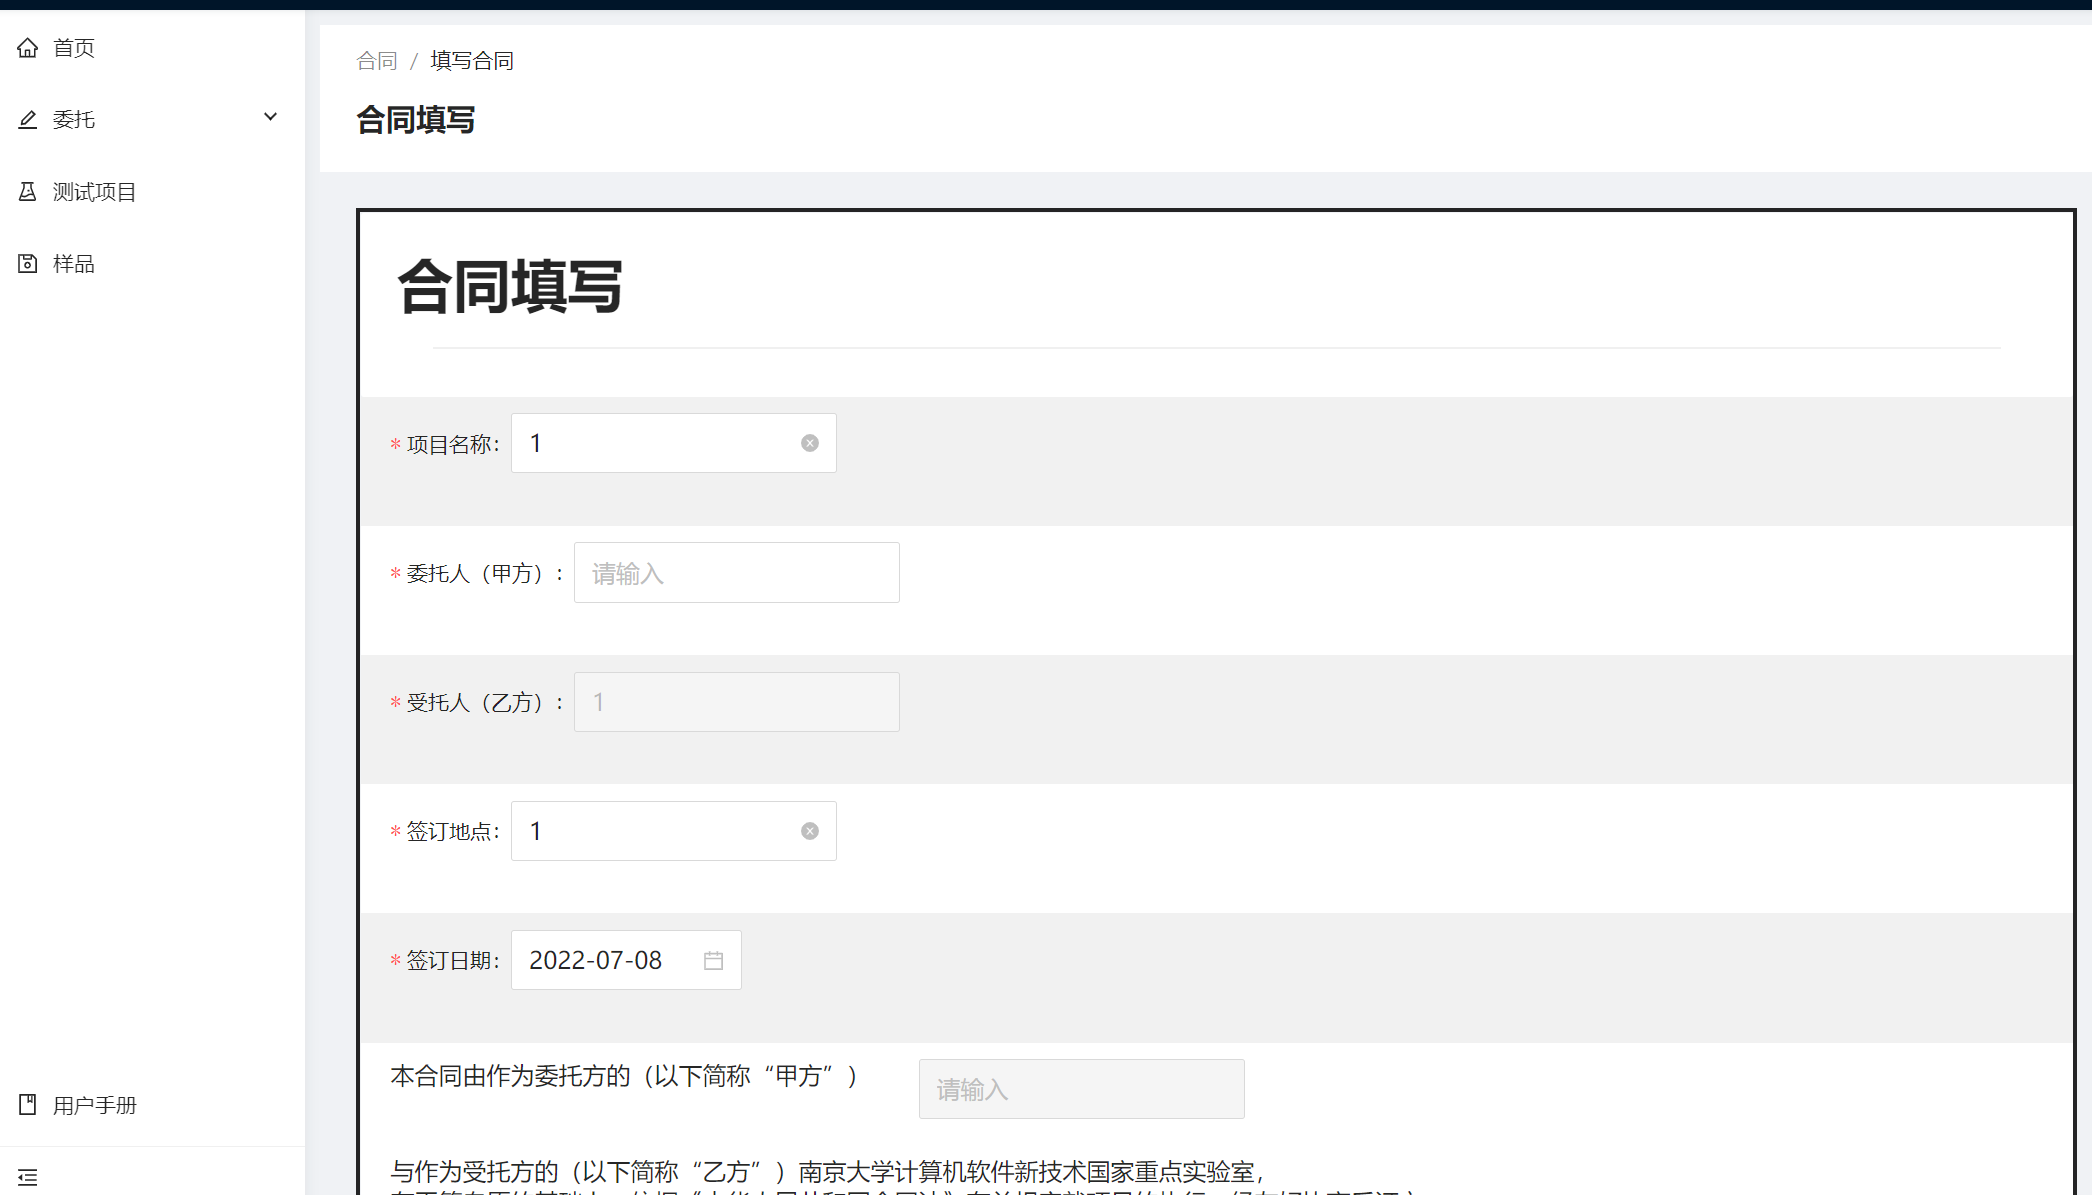 首页
委托
测试项目
样品
用户手册
合同 / 填写合同
合同填写
合同填写
* 项目名称： 1
* 委托人（甲方）： 请输入
* 受托人（乙方）： 1
* 签订地点： 1
* 签订日期： 2022-07-08
本合同由作为委托方的（以下简称“甲方”） 请输入
与作为受托方的（以下简称“乙方”）南京大学计算机软件新技术国家重点实验室，